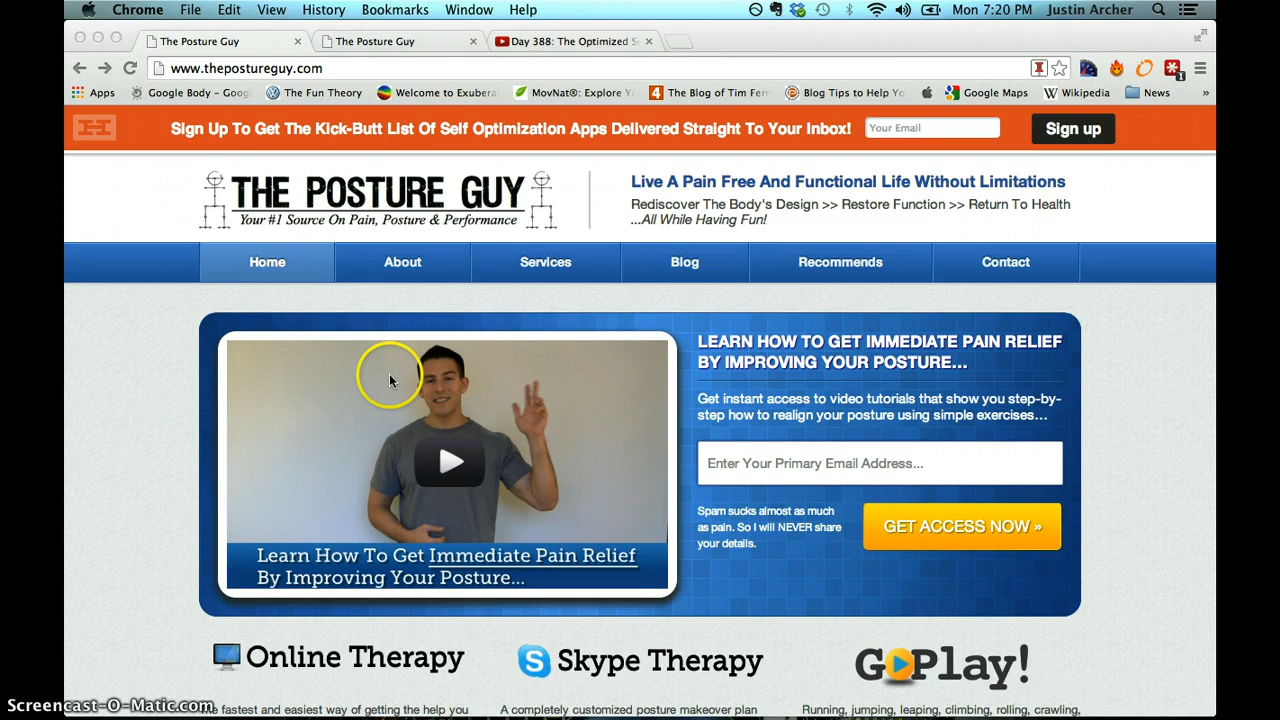 Chrome File Edit View History Bookmarks Window Help Mon 7:20 PM Justin Archer
The Posture Guy The Posture Guy Day 388: The Optimized Se
www.thepostureguy.com
Apps Google Body - Goog The Fun Theory Welcome to Exubera MovNat®: Explore Y The Blog of Tim Ferr Blog Tips to Help Yo Google Maps Wikipedia News »
Sign Up To Get The Kick-Butt List Of Self Optimization Apps Delivered Straight To Your Inbox! Your Email Sign up
THE POSTURE GUY
Your #1 Source On Pain, Posture & Performance
Live A Pain Free And Functional Life Without Limitations
Rediscover The Body's Design >> Restore Function >> Return To Health
...All While Having Fun!
Home About Services Blog Recommends Contact
Learn How To Get Immediate Pain Relief
By Improving Your Posture...
LEARN HOW TO GET IMMEDIATE PAIN RELIEF
BY IMPROVING YOUR POSTURE...
Get instant access to video tutorials that show you step-by-
step how to realign your posture using simple exercises...
Enter Your Primary Email Address...
Spam sucks almost as much
as pain. So I will NEVER share
your details.
GET ACCESS NOW »
Online Therapy Skype Therapy GoPlay!
fastest and easiest way of getting the help you
A completely customized posture makeover plan
Running, jumping, leaping, climbing, rolling, crawling,
Screencast-O-Matic.com